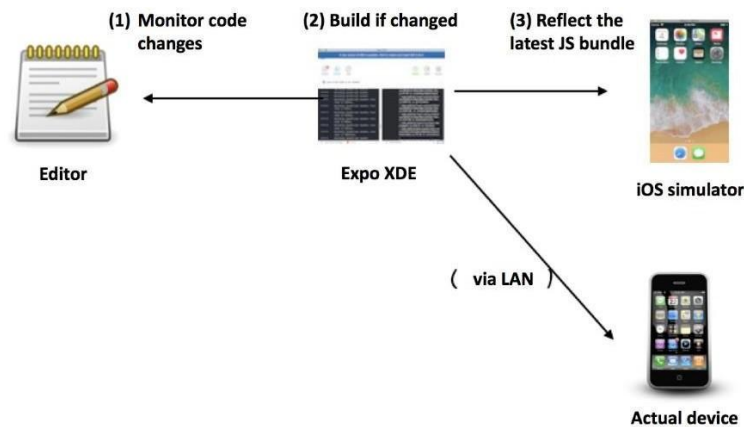 (1) Monitor code
changes
(2) Build if changed
(3) Reflect the
latest JS bundle
Editor
Expo XDE
iOS simulator
( via LAN )
Actual device